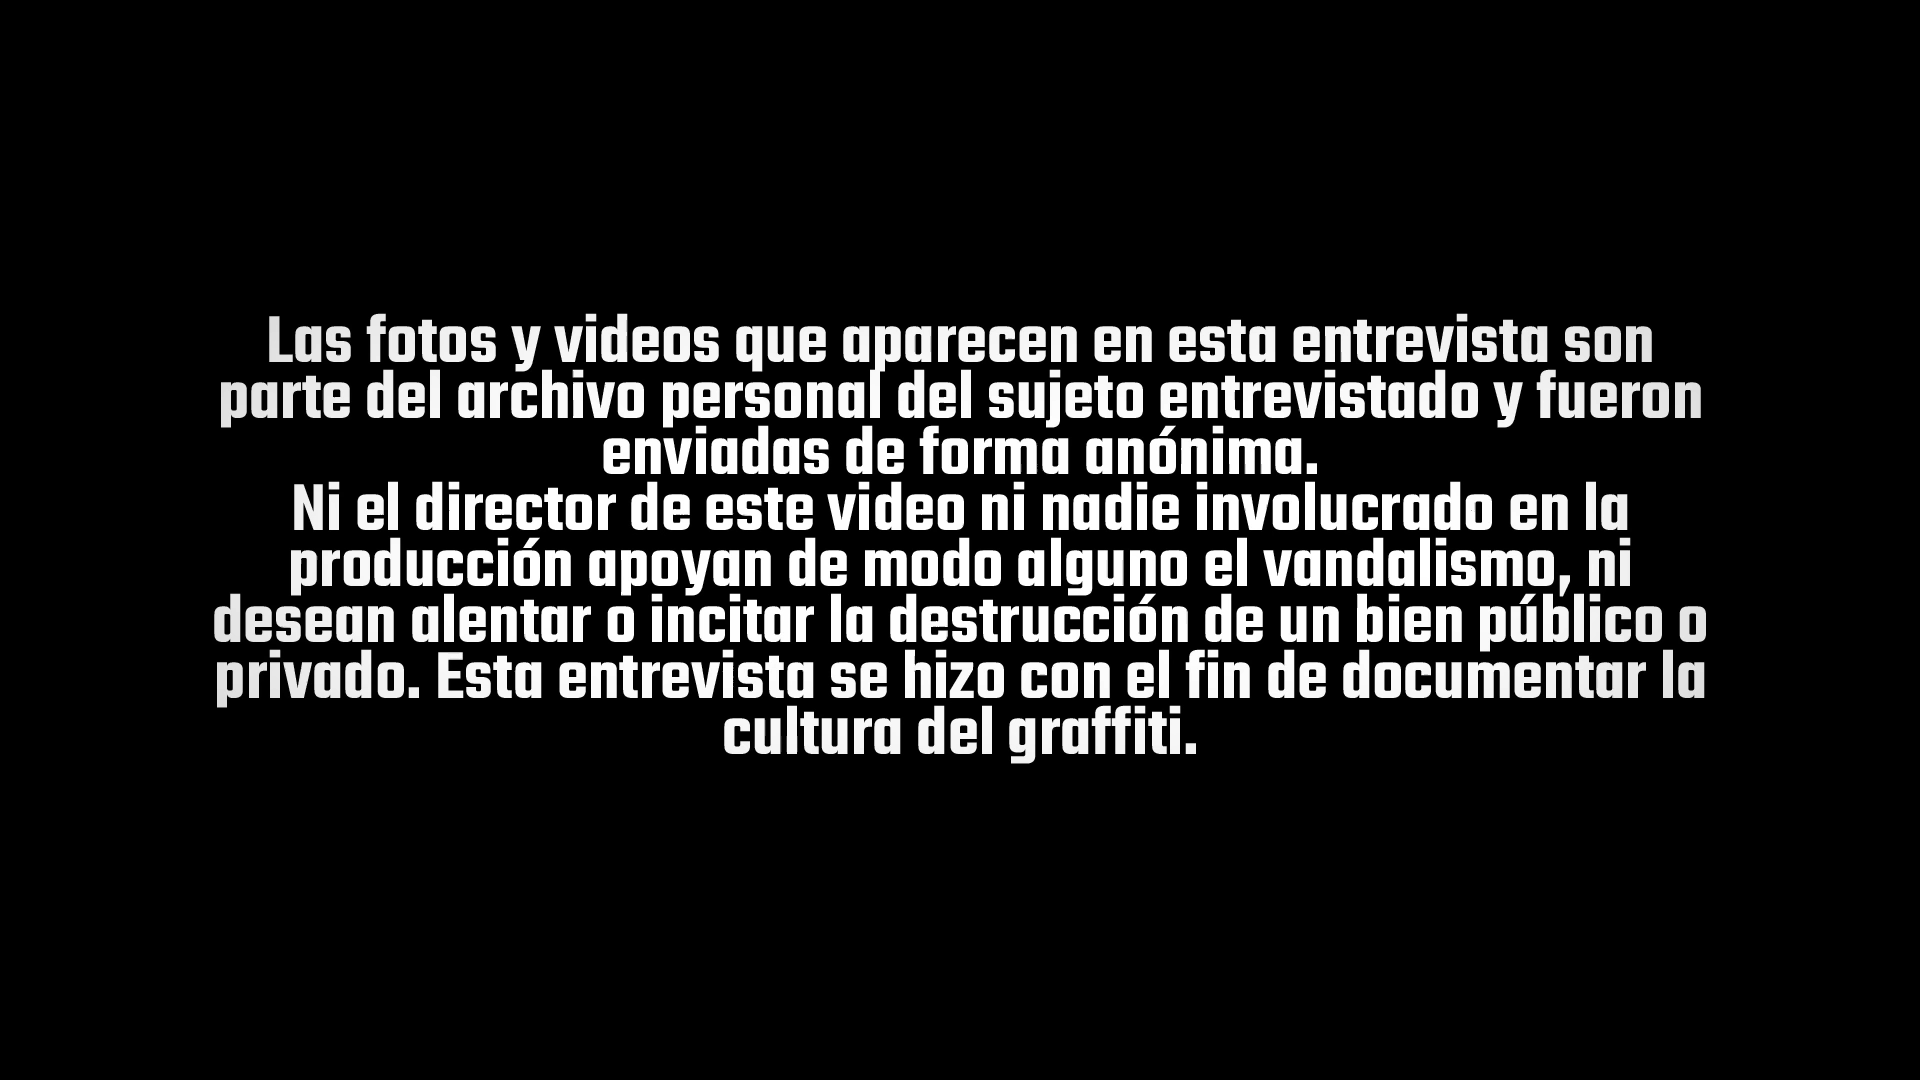 Las fotos y videos que aparecen en esta entrevista son
parte del archivo personal del sujeto entrevistado y fueron
enviadas de forma anónima.
Ni el director de este video ni nadie involucrado en la
producción apoyan de modo alguno el vandalismo, ni
desean alentar o incitar la destrucción de un bien público o
privado. Esta entrevista se hizo con el fin de documentar la
cultura del graffiti.